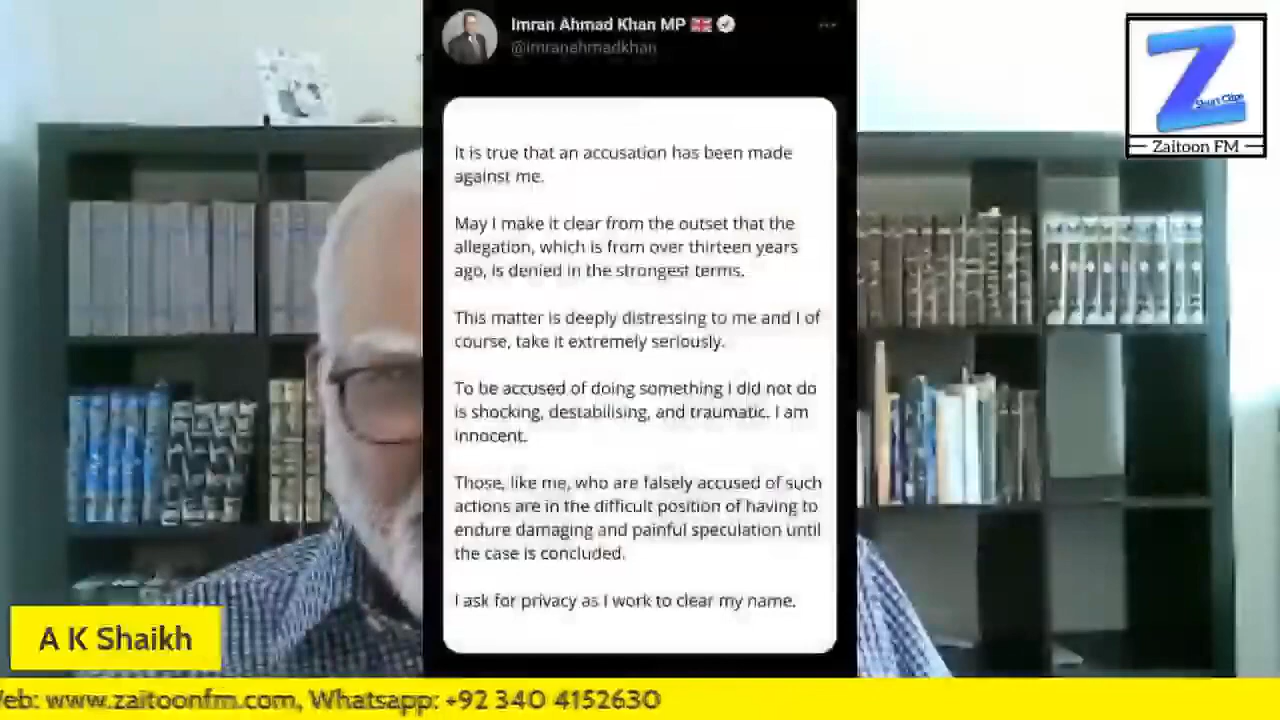 Imran Ahmad Khan MP
@imranahmadkhan
It is true that an accusation has been made
against me.
May I make it clear from the outset that the
allegation, which is from over thirteen years
ago, is denied in the strongest terms.
This matter is deeply distressing to me and I of
course, take it extremely seriously.
To be accused of doing something I did not do
is shocking, destabilising, and traumatic. I am
innocent.
Those, like me, who are falsely accused of such
actions are in the difficult position of having to
endure damaging and painful speculation until
the case is concluded.
I ask for privacy as I work to clear my name.
Z
Short Clips
Zaitoon FM
A K Shaikh
Web: www.zaitoonfm.com, Whatsapp: +92 340 4152630